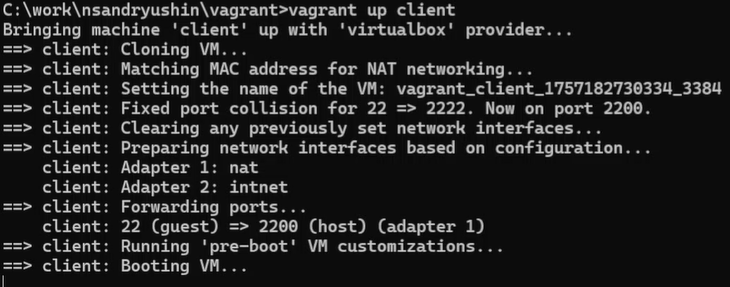 C:\work\nsandryushin\vagrant>vagrant up client
Bringing machine 'client' up with 'virtualbox' provider...
==> client: Cloning VM...
==> client: Matching MAC address for NAT networking...
==> client: Setting the name of the VM: vagrant_client_1757182730334_3384
==> client: Fixed port collision for 22 => 2222. Now on port 2200.
==> client: Clearing any previously set network interfaces...
==> client: Preparing network interfaces based on configuration...
    client: Adapter 1: nat
    client: Adapter 2: intnet
==> client: Forwarding ports...
    client: 22 (guest) => 2200 (host) (adapter 1)
==> client: Running 'pre-boot' VM customizations...
==> client: Booting VM...